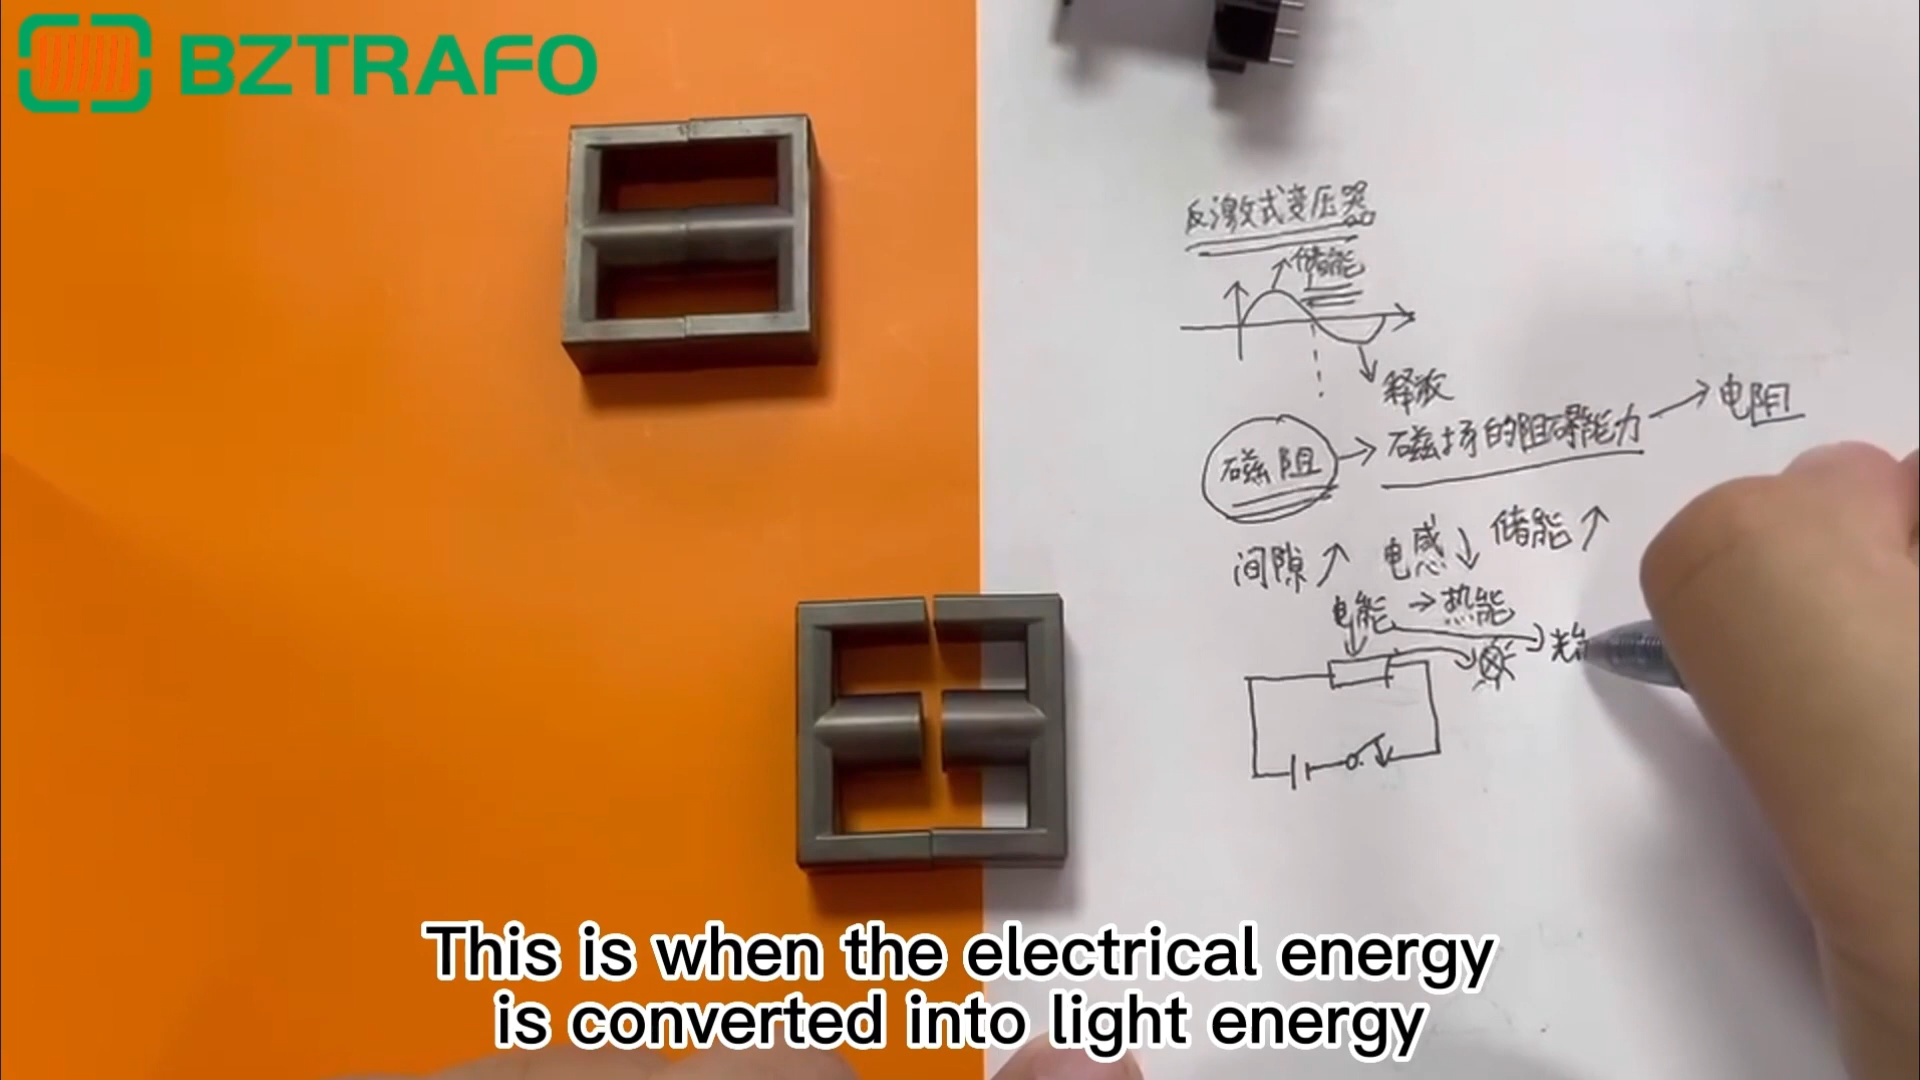 BZTRAFO
反激式变压器
储能
释放
磁阻 → 磁场的阻碍能力 → 电阻
间隙↑ 电感↓ 储能↑
电能 → 热能
光
This is when the electrical energy
is converted into light energy